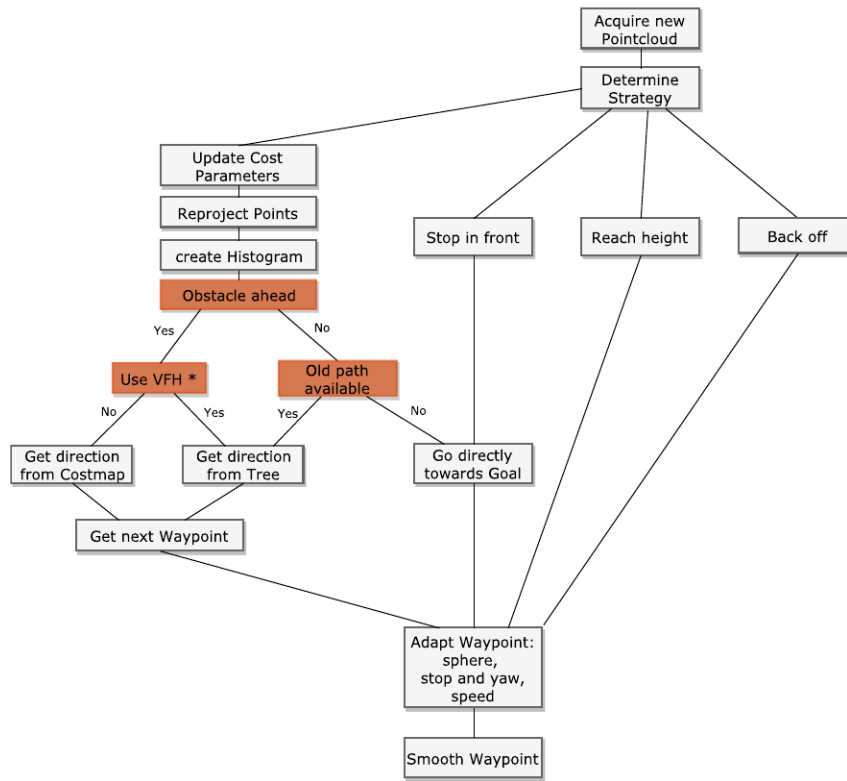 Acquire new
Pointcloud
Determine
Strategy
Update Cost
Parameters
Reproject Points
create Histogram
Stop in front
Reach height
Back off
Obstacle ahead
Yes
No
Use VFH *
Old path
available
No
Yes
Yes
No
Get direction
from Costmap
Get direction
from Tree
Go directly
towards Goal
Get next Waypoint
Adapt Waypoint:
sphere,
stop and yaw,
speed
Smooth Waypoint